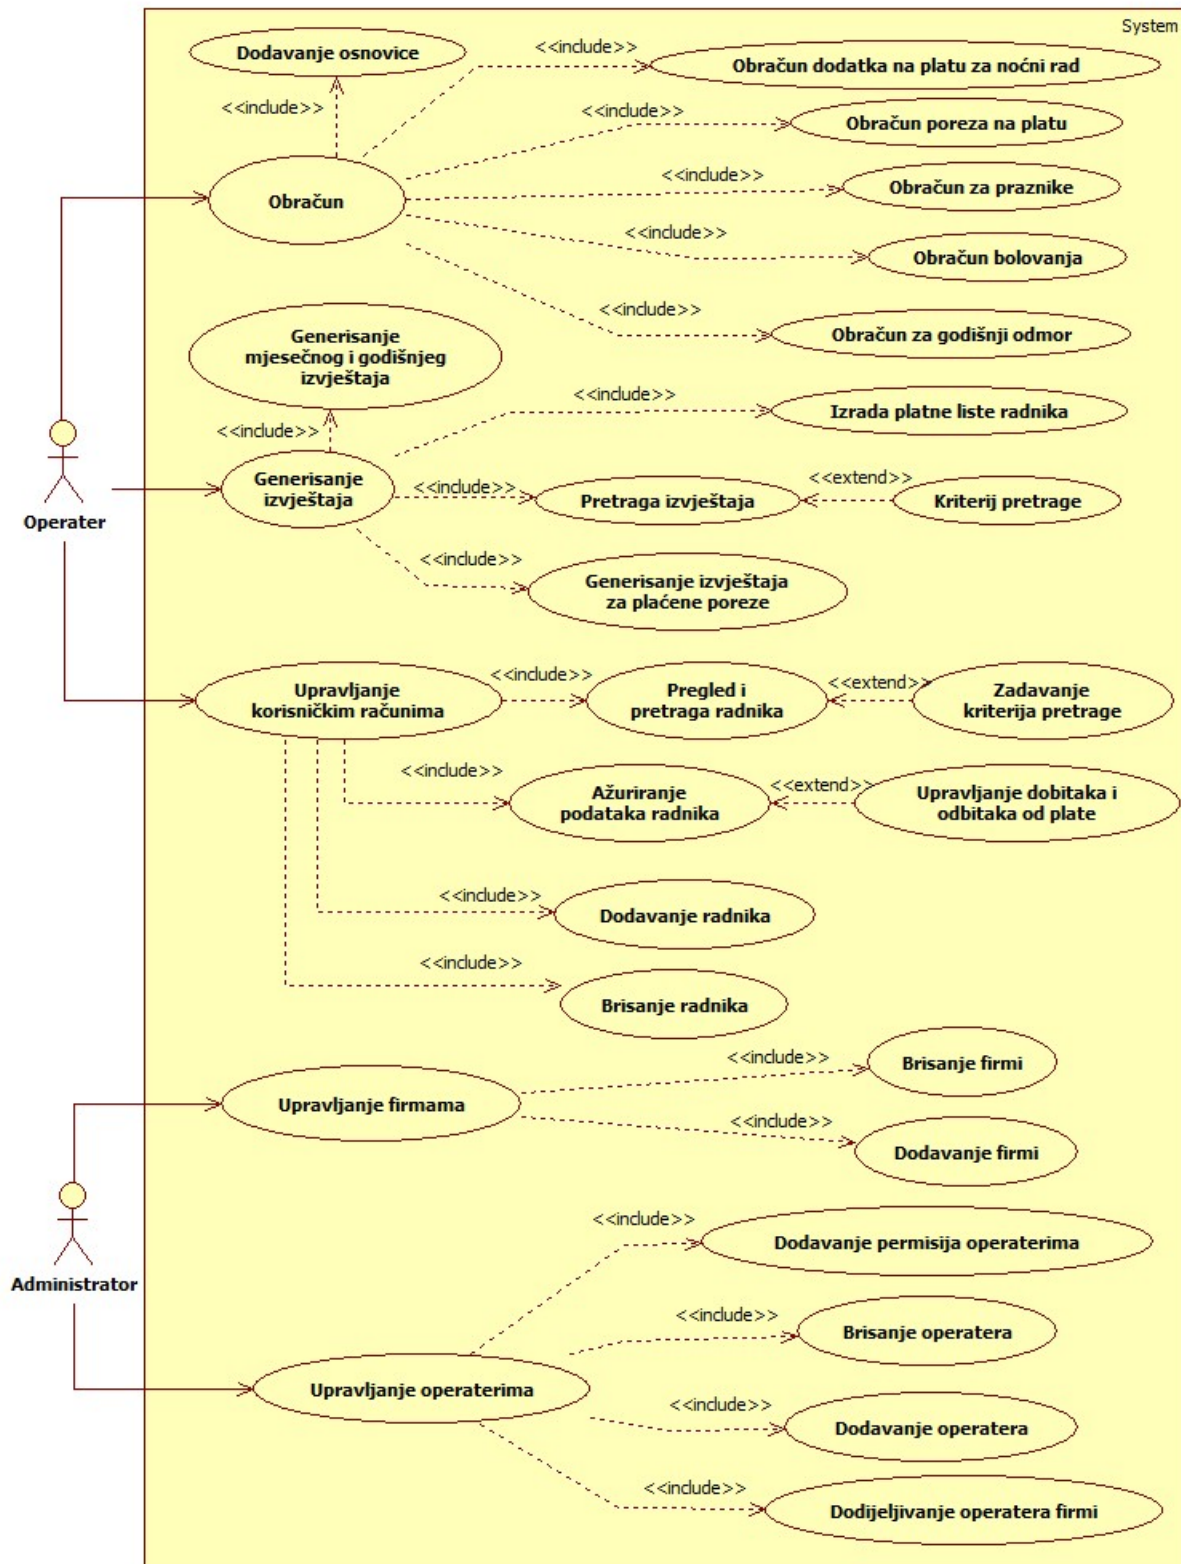 System
Dodavanje osnovice
<<include>>
Obračun dodatka na platu za noćni rad
<<include>>
<<include>>
Obračun poreza na platu
Obračun
<<include>>
Obračun za praznike
<<include>>
Obračun bolovanja
<<include>>
Obračun za godišnji odmor
Generisanje
mjesečnog i godišnjeg
izvještaja
<<include>>
<<include>>
Izrada platne liste radnika
Operater
Generisanje
izvještaja
<<include>>
Pretraga izvještaja
<<extend>>
Kriterij pretrage
<<include>>
Generisanje izvještaja
za plaćene poreze
Upravljanje
korisničkim računima
<<include>>
Pregled i
pretraga radnika
<<extend>>
Zadavanje
kriterija pretrage
<<include>>
Ažuriranje
podataka radnika
<<extend>>
Upravljanje dobitaka i
odbitaka od plate
<<include>>
Dodavanje radnika
<<include>>
Brisanje radnika
<<include>>
Brisanje firmi
Upravljanje firmama
<<include>>
Dodavanje firmi
Administrator
<<include>>
Dodavanje permisija operaterima
<<include>>
Brisanje operatera
Upravljanje operaterima
<<include>>
Dodavanje operatera
<<include>>
Dodijeljivanje operatera firmi